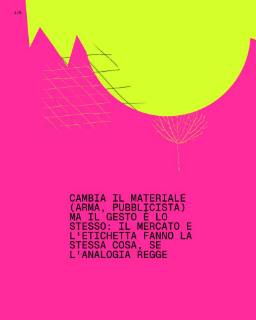 CAMBIA IL MATERIALE
(ARMA, PUBBLICISTA)
MA IL GESTO È LO
STESSO: IL MERCATO E
L'ETICHETTA FANNO LA
STESSA COSA, SE
L'ANALOGIA REGGE